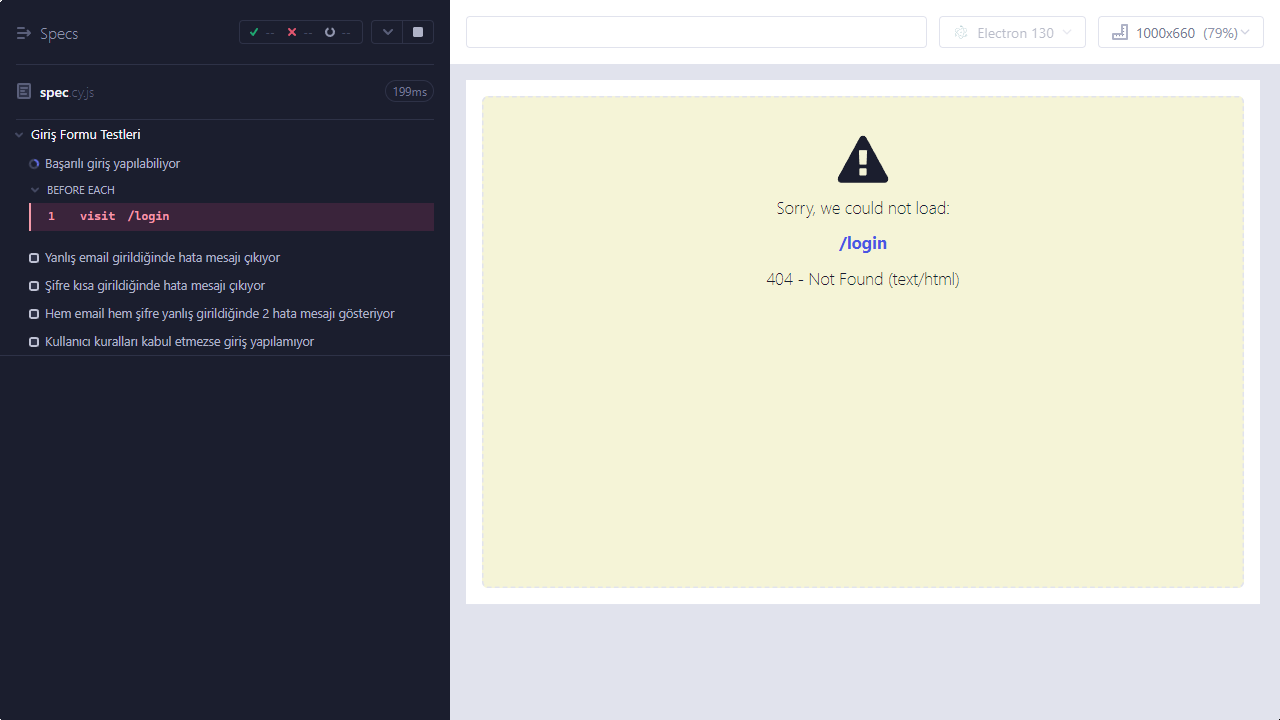 Specs
-- -- --
spec.cy.js
199ms
Giriş Formu Testleri
Başarılı giriş yapılabiliyor
BEFORE EACH
1 visit /login
Yanlış email girildiğinde hata mesajı çıkıyor
Şifre kısa girildiğinde hata mesajı çıkıyor
Hem email hem şifre yanlış girildiğinde 2 hata mesajı gösteriyor
Kullanıcı kuralları kabul etmezse giriş yapılamıyor
Electron 130
1000x660 (79%)
Sorry, we could not load:
/login
404 - Not Found (text/html)